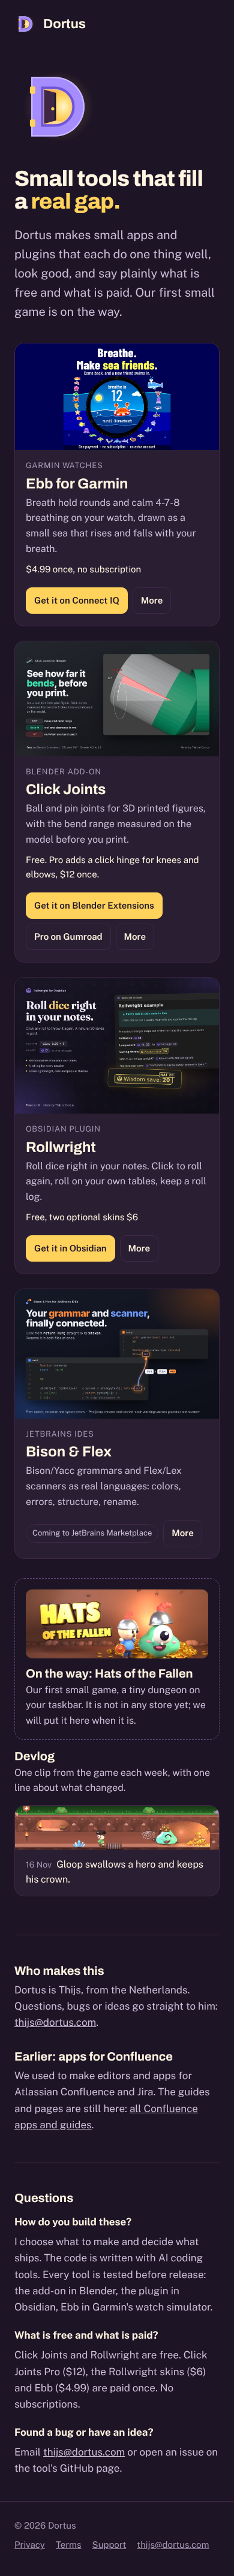 Dortus
Small tools that fill
a real gap.
Dortus makes small apps and
plugins that each do one thing well,
look good, and say plainly what is
free and what is paid. Our first small
game is on the way.
Breathe.
Make sea friends.
Come back, and a new friend swims in.
breathe in
12
GARMIN WATCHES
Ebb for Garmin
Breath hold rounds and calm 4-7-8
breathing on your watch, drawn as a
small sea that rises and falls with your
breath.
$4.99 once, no subscription
Get it on Connect IQ
More
See how far it
bends, before
you print.
BLENDER ADD-ON
Click Joints
Ball and pin joints for 3D printed figures,
with the bend range measured on the
model before you print.
Free. Pro adds a click hinge for knees and
elbows, $12 once.
Get it on Blender Extensions
Pro on Gumroad
More
Roll dice right
in your notes.
Wisdom save: 20
OBSIDIAN PLUGIN
Rollwright
Roll dice right in your notes. Click to roll
again, roll on your own tables, keep a roll
log.
Free, two optional skins $6
Get it in Obsidian
More
Your grammar and scanner,
finally connected.
JETBRAINS IDES
Bison & Flex
Bison/Yacc grammars and Flex/Lex
scanners as real languages: colors,
errors, structure, rename.
Coming to JetBrains Marketplace
More
HATS
OF THE FALLEN
On the way: Hats of the Fallen
Our first small game, a tiny dungeon on
your taskbar. It is not in any store yet; we
will put it here when it is.
Devlog
One clip from the game each week, with one
line about what changed.
16 Nov Gloop swallows a hero and keeps
his crown.
Who makes this
Dortus is Thijs, from the Netherlands.
Questions, bugs or ideas go straight to him:
thijs@dortus.com.
Earlier: apps for Confluence
We used to make editors and apps for
Atlassian Confluence and Jira. The guides
and pages are still here: all Confluence
apps and guides.
Questions
How do you build these?
I choose what to make and decide what
ships. The code is written with AI coding
tools. Every tool is tested before release:
the add-on in Blender, the plugin in
Obsidian, Ebb in Garmin's watch simulator.
What is free and what is paid?
Click Joints and Rollwright are free. Click
Joints Pro ($12), the Rollwright skins ($6)
and Ebb ($4.99) are paid once. No
subscriptions.
Found a bug or have an idea?
Email thijs@dortus.com or open an issue on
the tool's GitHub page.
© 2026 Dortus
Privacy
Terms
Support
thijs@dortus.com